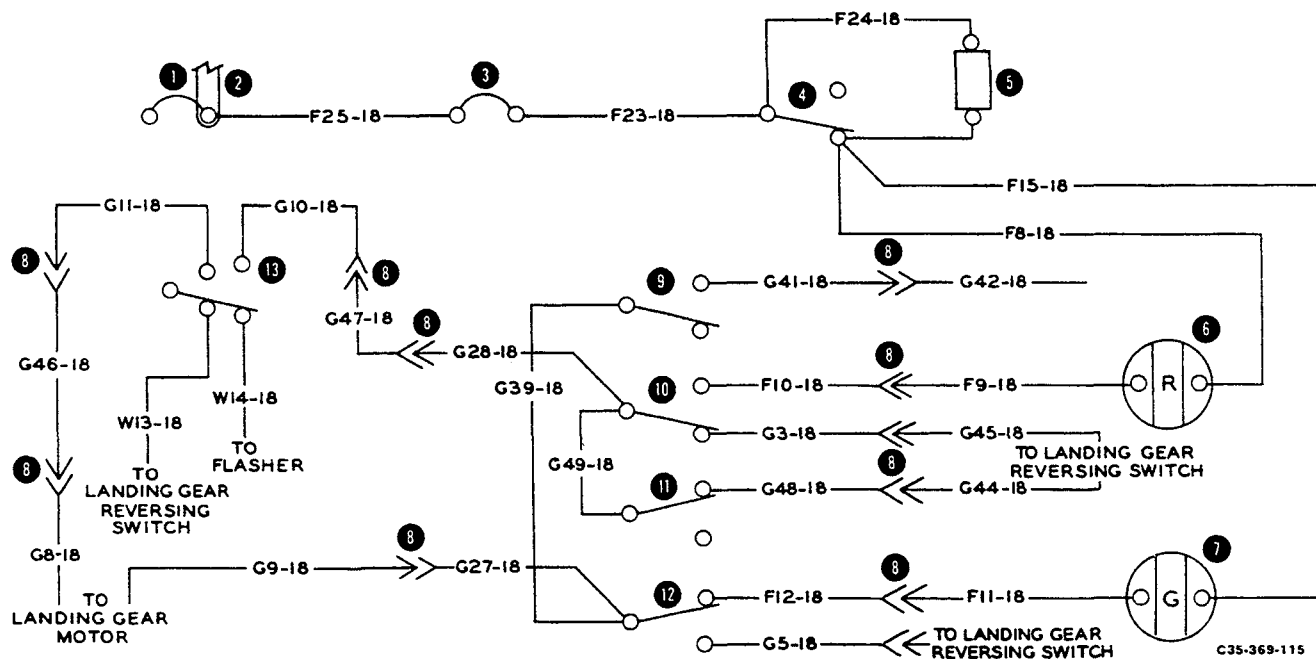 F24-18
1
2
3
4
5
F25-18
F23-18
F15-18
G11-18
G10-18
F8-18
8
13
8
9
8
G41-18
G42-18
G47-18
8
G28-18
6
G46-18
G39-18
10
F10-18
8
F9-18
R
W14-18
W13-18
TO
FLASHER
G3-18
G45-18
TO LANDING GEAR
REVERSING SWITCH
8
TO
LANDING GEAR
REVERSING
SWITCH
G49-18
11
G48-18
8
G44-18
G8-18
G9-18
8
G27-18
7
TO
LANDING GEAR
MOTOR
12
F12-18
8
F11-18
G
G5-18
TO LANDING GEAR
REVERSING SWITCH
C35-369-115